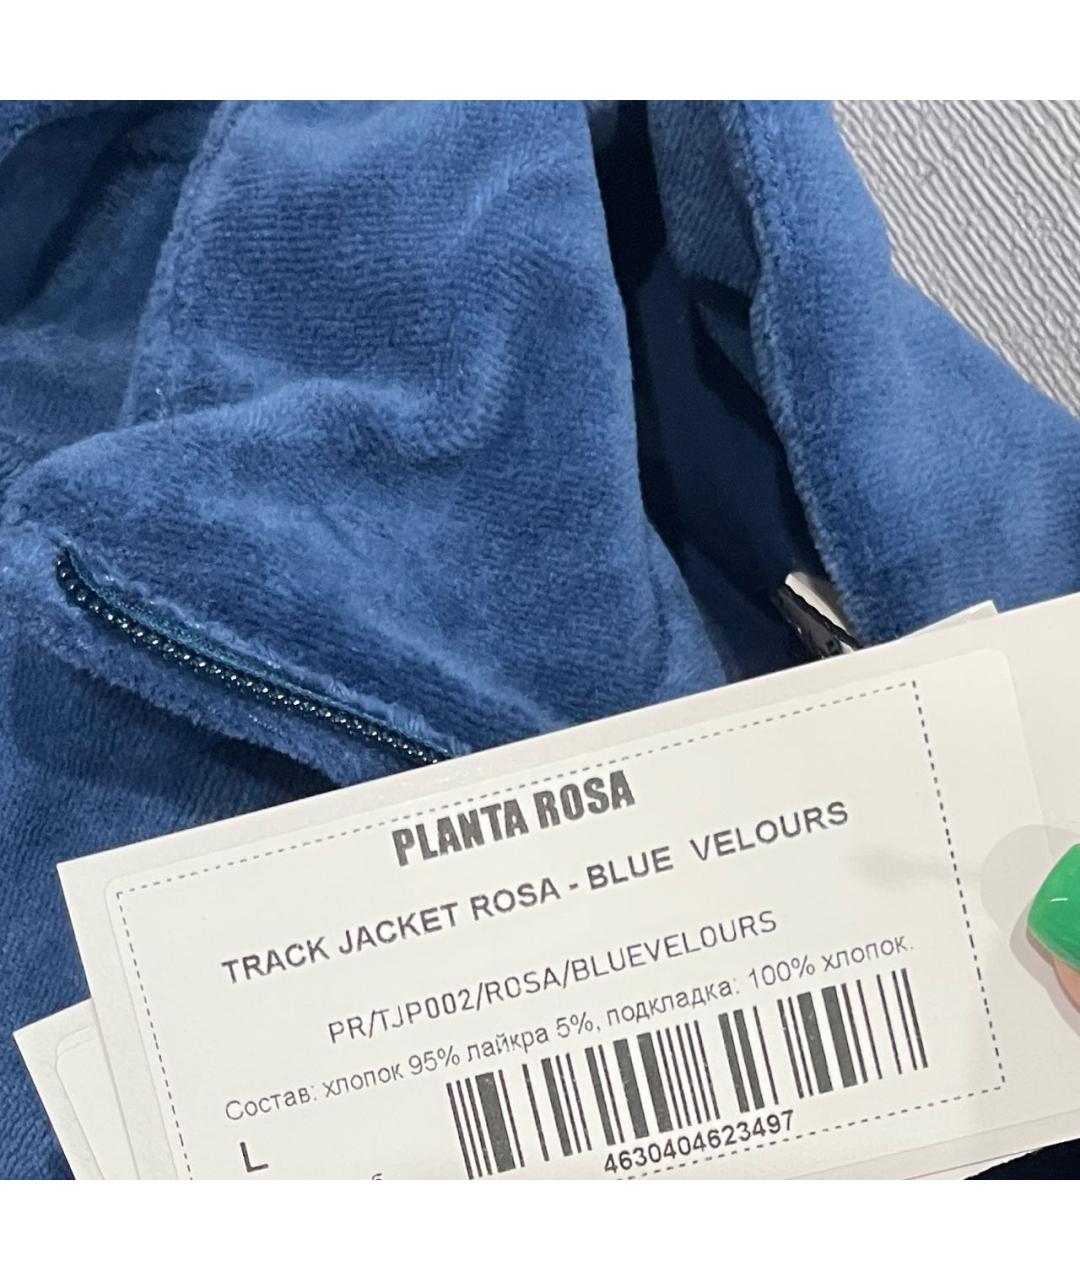 PLANTA ROSA
TRACK JACKET ROSA - BLUE VELOURS
PR/TJP002/ROSA/BLUEVELOURS
Состав: хлопок 95% лайкра 5%, подкладка: 100% хлопок.
L
4630404623497